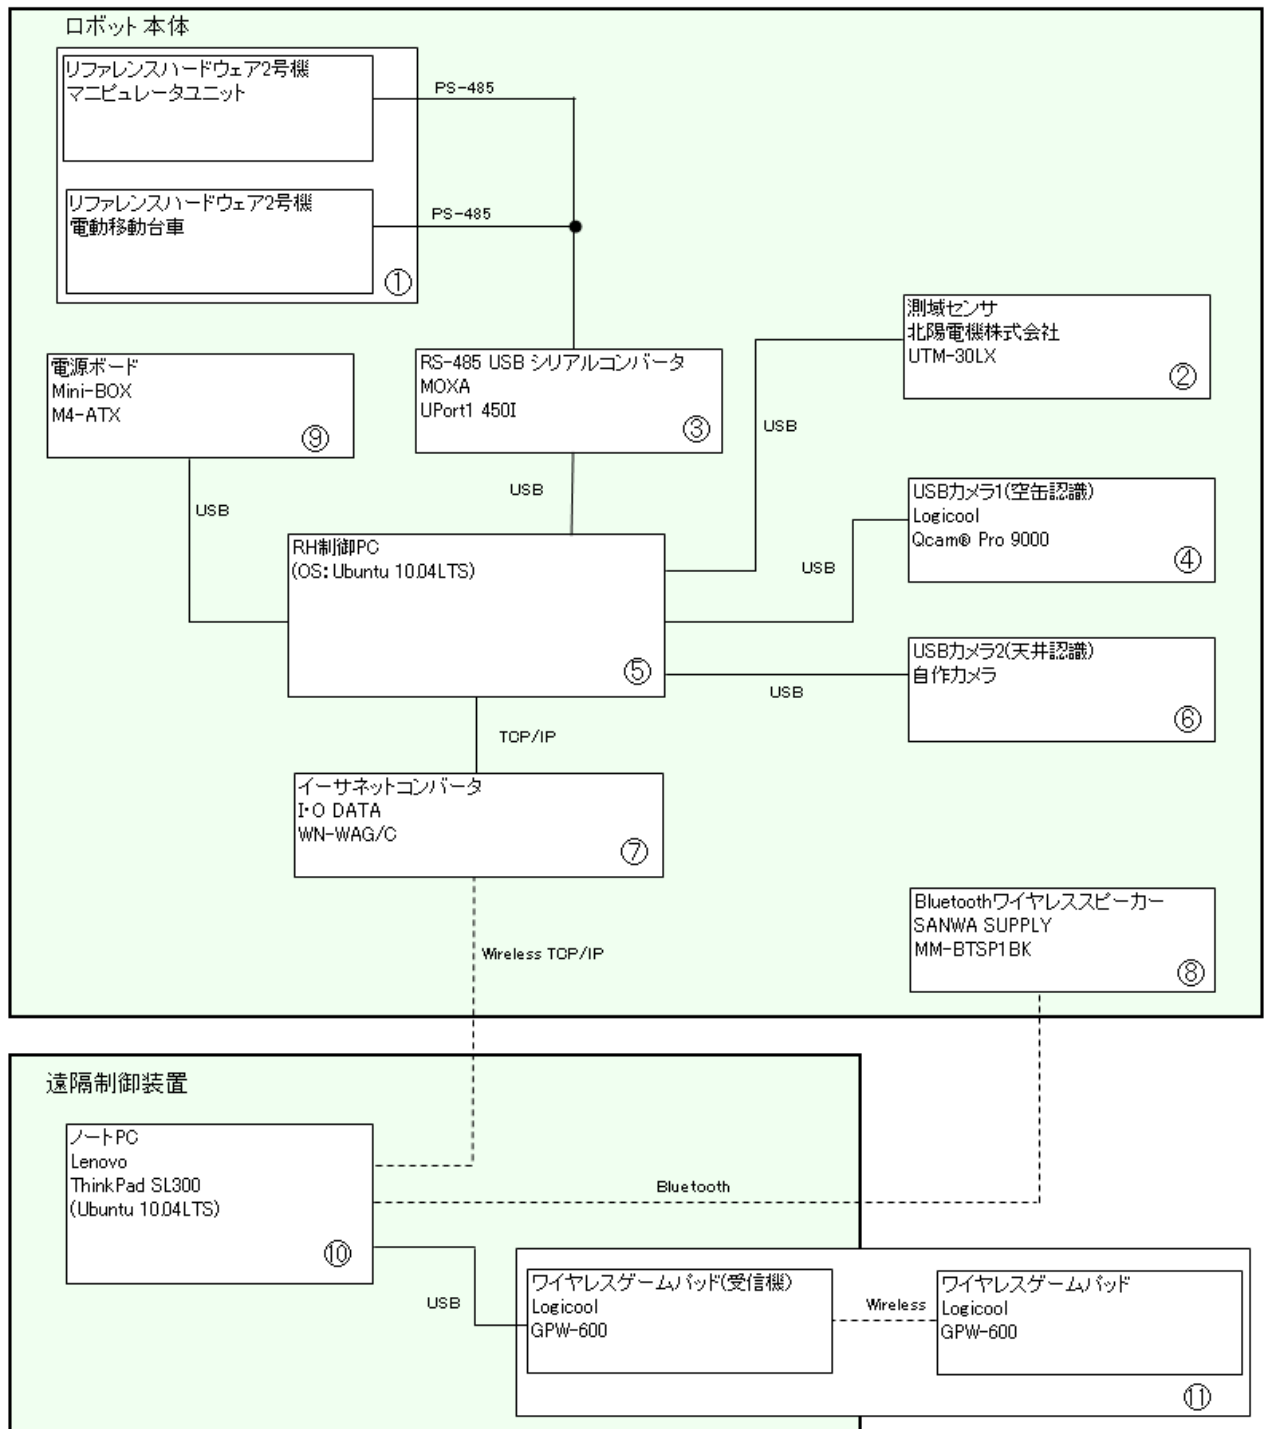 ロボット 本体
リファレンスハードウェア2号機
マニピュレータユニット
PS-485
リファレンスハードウェア2号機
電動移動台車
PS-485
①
測域センサ
北陽電機株式会社
UTM-30LX
②
電源ボード
Mini-BOX
M4-ATX
⑨
RS-485 USB シリアルコンバータ
MOXA
UPort1 450I
③
USB
USB
USB
USBカメラ1(空缶認識)
Logicool
Qcam® Pro 9000
④
USB
RH制御PC
(OS: Ubuntu 10.04LTS)
⑤
USBカメラ2(天井認識)
自作カメラ
⑥
USB
TCP/IP
イーサネットコンバータ
I・O DATA
WN-WAG/C
⑦
Bluetoothワイヤレススピーカー
SANWA SUPPLY
MM-BTSP1BK
⑧
Wireless TCP/IP
遠隔制御装置
ノートPC
Lenovo
ThinkPad SL300
(Ubuntu 10.04LTS)
⑩
Bluetooth
USB
ワイヤレスゲームパッド(受信機)
Logicool
GPW-600
Wireless
ワイヤレスゲームパッド
Logicool
GPW-600
⑪